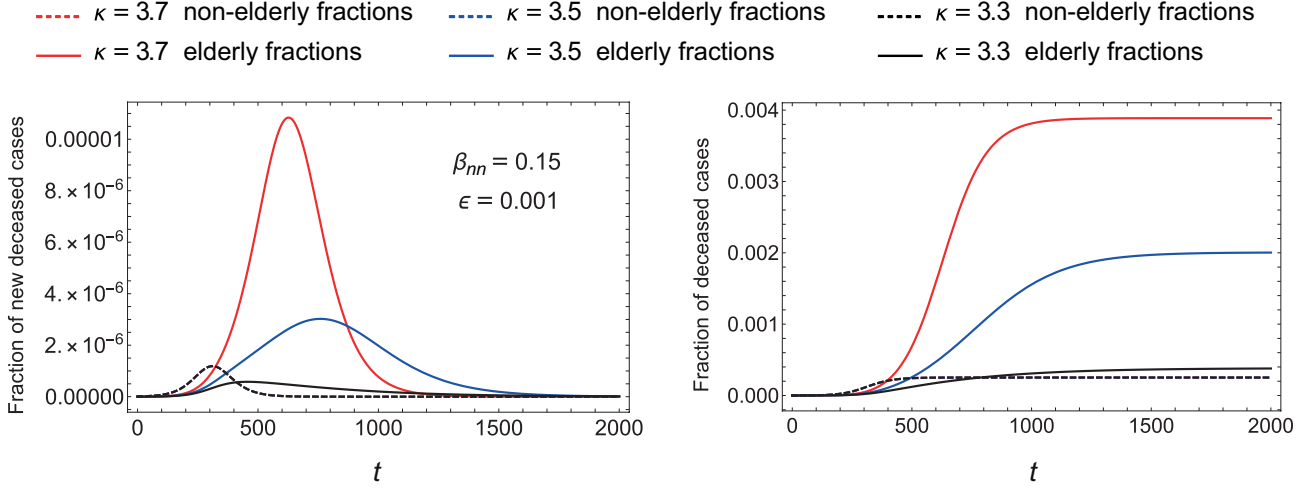 κ = 3.7 non-elderly fractions κ = 3.5 non-elderly fractions κ = 3.3 non-elderly fractions
κ = 3.7 elderly fractions κ = 3.5 elderly fractions κ = 3.3 elderly fractions
Fraction of new deceased cases
0.00001
8. × 10⁻⁶
6. × 10⁻⁶
4. × 10⁻⁶
2. × 10⁻⁶
0.00000
βnn = 0.15
ϵ = 0.001
0 500 1000 1500 2000
t
Fraction of deceased cases
0.004
0.003
0.002
0.001
0.000
0 500 1000 1500 2000
t